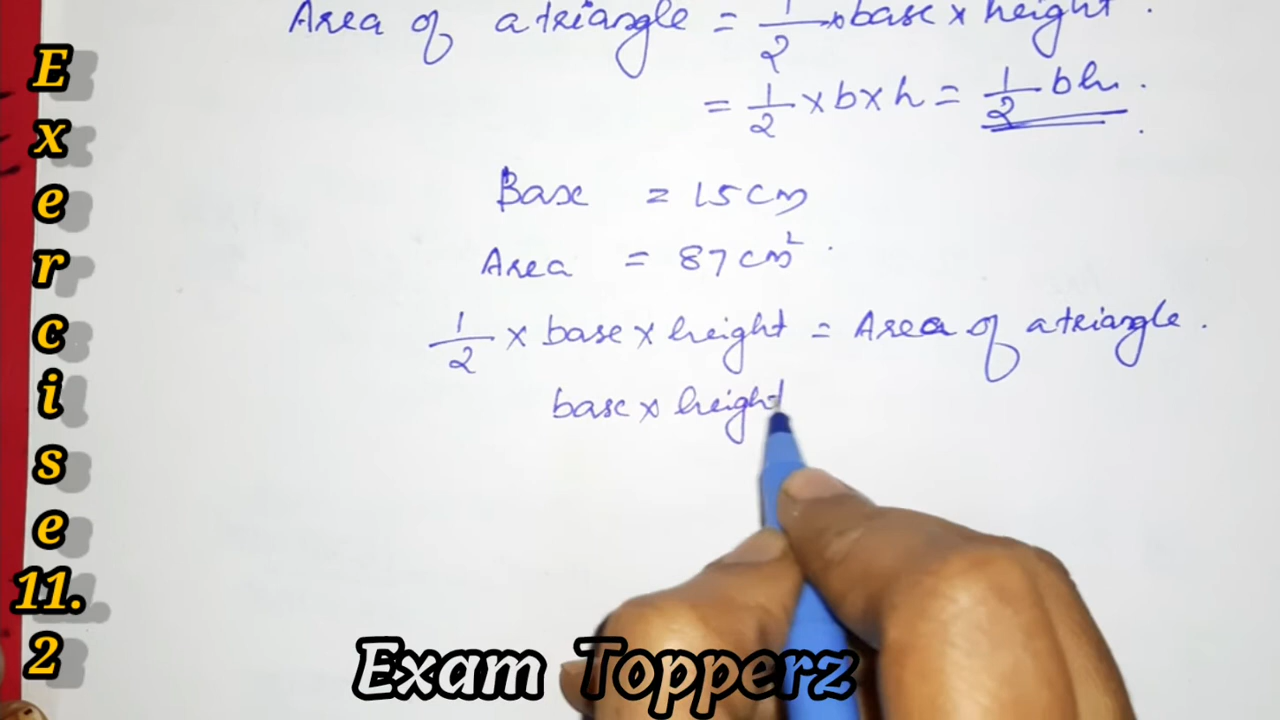 Area of a triangle = 1/2 × base × height.
= 1/2 × b × h = 1/2 bh.
Base = 15 cm
Area = 87 cm².
1/2 × base × height = Area of a triangle.
base × height
Exercise 11.2
Exam Topperz